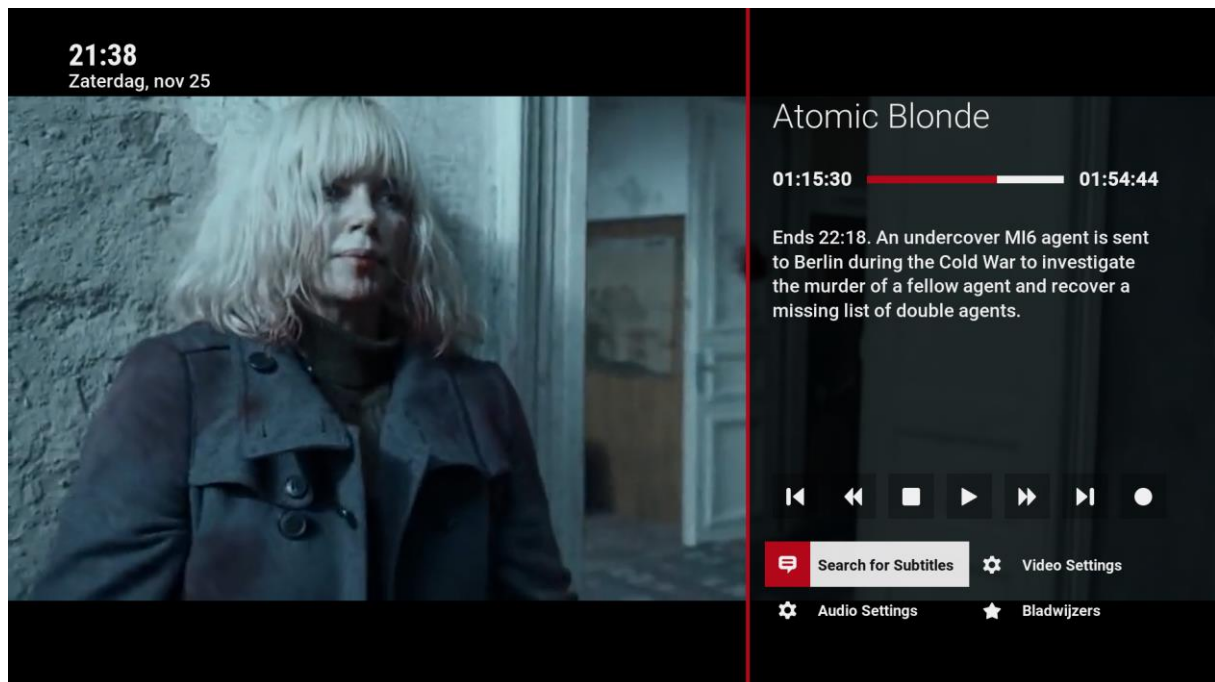 21:38
Zaterdag, nov 25
Atomic Blonde
01:15:30 01:54:44
Ends 22:18. An undercover MI6 agent is sent
to Berlin during the Cold War to investigate
the murder of a fellow agent and recover a
missing list of double agents.
Search for Subtitles Video Settings
Audio Settings Bladwijzers